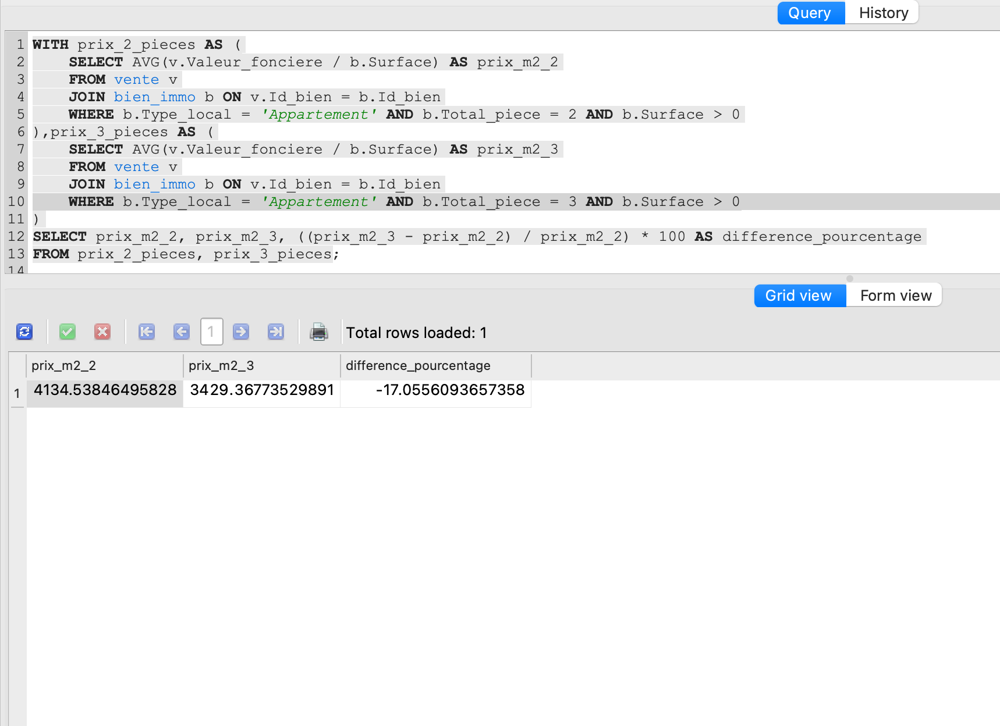 Query History
1 WITH prix_2_pieces AS (
2 SELECT AVG(v.Valeur_fonciere / b.Surface) AS prix_m2_2
3 FROM vente v
4 JOIN bien_immo b ON v.Id_bien = b.Id_bien
5 WHERE b.Type_local = 'Appartement' AND b.Total_piece = 2 AND b.Surface > 0
6 ),prix_3_pieces AS (
7 SELECT AVG(v.Valeur_fonciere / b.Surface) AS prix_m2_3
8 FROM vente v
9 JOIN bien_immo b ON v.Id_bien = b.Id_bien
10 WHERE b.Type_local = 'Appartement' AND b.Total_piece = 3 AND b.Surface > 0
11 )
12 SELECT prix_m2_2, prix_m2_3, ((prix_m2_3 - prix_m2_2) / prix_m2_2) * 100 AS difference_pourcentage
13 FROM prix_2_pieces, prix_3_pieces;
14
Grid view Form view
1 Total rows loaded: 1
prix_m2_2 prix_m2_3 difference_pourcentage
1 4134.53846495828 3429.36773529891 -17.0556093657358